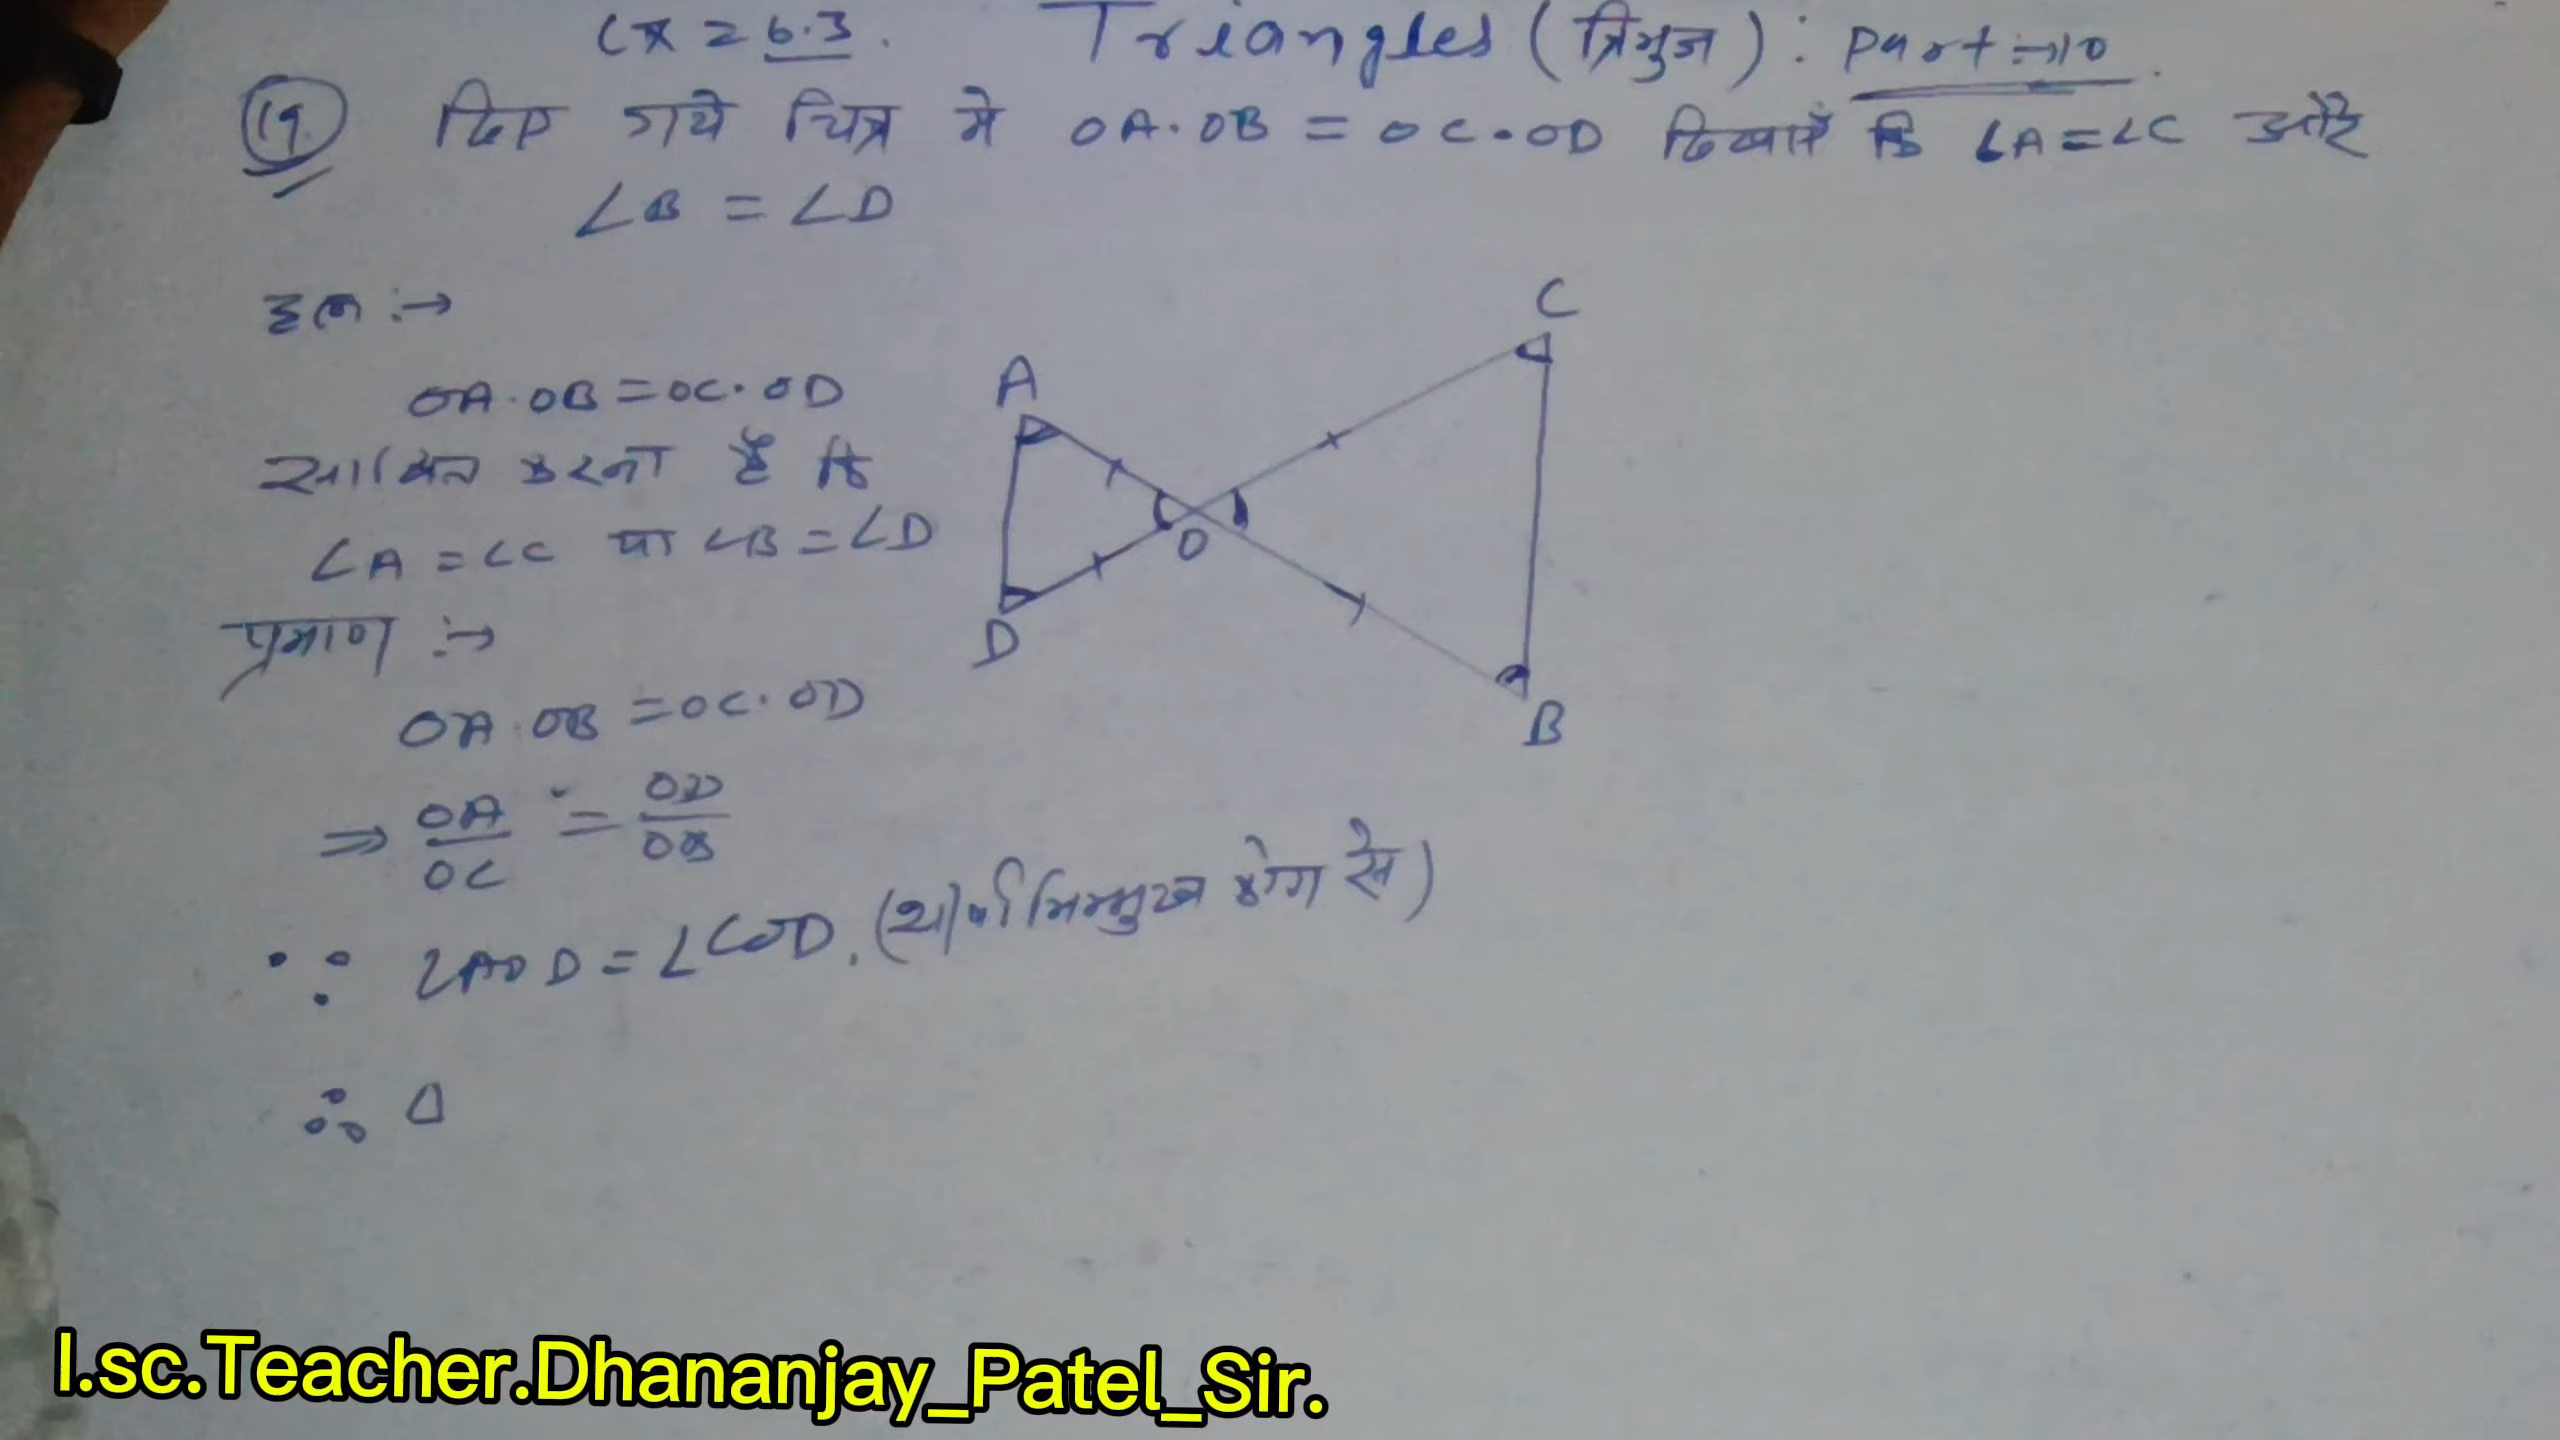 Ex = 6.3. Triangles (त्रिभुज) : Part :→ 10.
(19.) दिए गये चित्र मे OA.OB = OC.OD दिखाएँ कि ∠A=∠C और
∠B = ∠D
हल :→
OA.OB = OC.OD
साबित करना है कि
∠A = ∠C या ∠B = ∠D
A
C
O
D
B
प्रमाण :→
OA.OB = OC.OD
⇒ OA/OC = OD/OB
∵ ∠AOD = ∠COD. (शीर्षाभिम्मुख कोण से)
∴ Δ
I.sc.Teacher.Dhananjay_Patel_Sir.